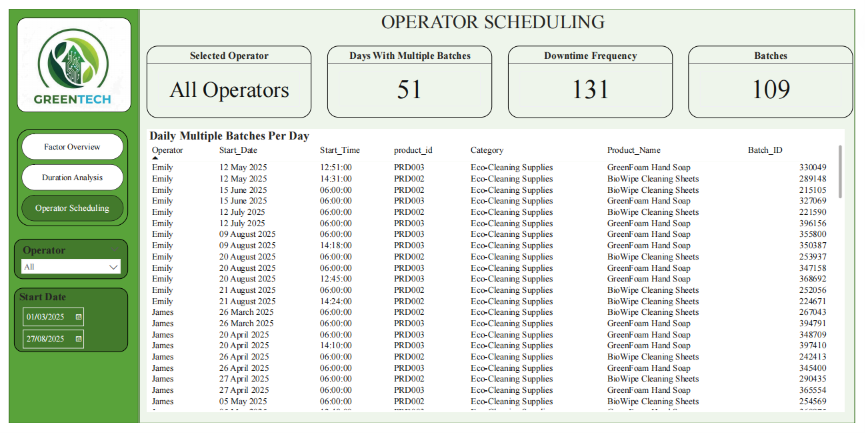 OPERATOR SCHEDULING
GREENTECH
Selected Operator
All Operators
Days With Multiple Batches
51
Downtime Frequency
131
Batches
109
Factor Overview
Duration Analysis
Operator Scheduling
Operator
All
Start Date
01/03/2025
27/08/2025
Daily Multiple Batches Per Day
Operator Start_Date Start_Time product_id Category Product_Name Batch_ID
Emily 12 May 2025 12:51:00 PRD003 Eco-Cleaning Supplies GreenFoam Hand Soap 330049
Emily 12 May 2025 14:31:00 PRD002 Eco-Cleaning Supplies BioWipe Cleaning Sheets 289148
Emily 15 June 2025 06:00:00 PRD002 Eco-Cleaning Supplies BioWipe Cleaning Sheets 215105
Emily 15 June 2025 06:00:00 PRD003 Eco-Cleaning Supplies GreenFoam Hand Soap 327069
Emily 12 July 2025 06:00:00 PRD002 Eco-Cleaning Supplies BioWipe Cleaning Sheets 221590
Emily 12 July 2025 06:00:00 PRD003 Eco-Cleaning Supplies GreenFoam Hand Soap 396156
Emily 09 August 2025 06:00:00 PRD003 Eco-Cleaning Supplies GreenFoam Hand Soap 355800
Emily 09 August 2025 14:18:00 PRD003 Eco-Cleaning Supplies GreenFoam Hand Soap 350387
Emily 20 August 2025 06:00:00 PRD002 Eco-Cleaning Supplies BioWipe Cleaning Sheets 253937
Emily 20 August 2025 06:00:00 PRD003 Eco-Cleaning Supplies GreenFoam Hand Soap 347158
Emily 20 August 2025 12:45:00 PRD003 Eco-Cleaning Supplies GreenFoam Hand Soap 368692
Emily 21 August 2025 06:00:00 PRD002 Eco-Cleaning Supplies BioWipe Cleaning Sheets 252056
Emily 21 August 2025 14:24:00 PRD002 Eco-Cleaning Supplies BioWipe Cleaning Sheets 224671
James 26 March 2025 06:00:00 PRD002 Eco-Cleaning Supplies BioWipe Cleaning Sheets 267043
James 26 March 2025 06:00:00 PRD003 Eco-Cleaning Supplies GreenFoam Hand Soap 394791
James 20 April 2025 06:00:00 PRD003 Eco-Cleaning Supplies GreenFoam Hand Soap 348709
James 20 April 2025 14:10:00 PRD003 Eco-Cleaning Supplies GreenFoam Hand Soap 397410
James 26 April 2025 06:00:00 PRD002 Eco-Cleaning Supplies BioWipe Cleaning Sheets 242413
James 26 April 2025 06:00:00 PRD003 Eco-Cleaning Supplies GreenFoam Hand Soap 345400
James 27 April 2025 06:00:00 PRD002 Eco-Cleaning Supplies BioWipe Cleaning Sheets 290435
James 27 April 2025 06:00:00 PRD003 Eco-Cleaning Supplies GreenFoam Hand Soap 365554
James 05 May 2025 06:00:00 PRD002 Eco-Cleaning Supplies BioWipe Cleaning Sheets 254569